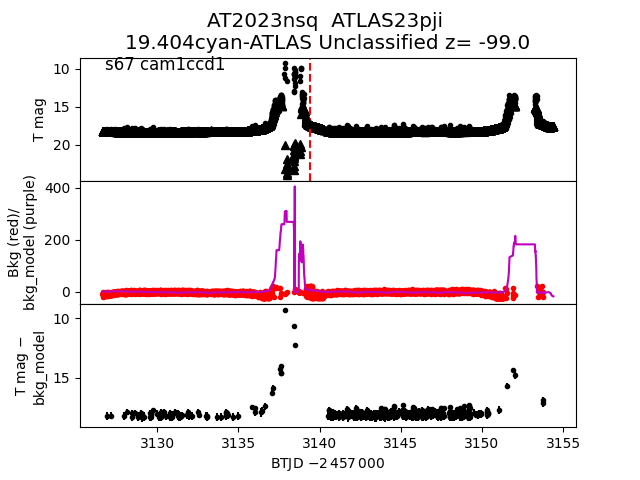 AT2023nsq ATLAS23pji
19.404cyan-ATLAS Unclassified z= -99.0
s67 cam1ccd1
10
15
20
T mag
400
200
0
Bkg (red)/
bkg_model (purple)
10
15
T mag −
bkg_model
3130 3135 3140 3145 3150 3155
BTJD −2 457 000